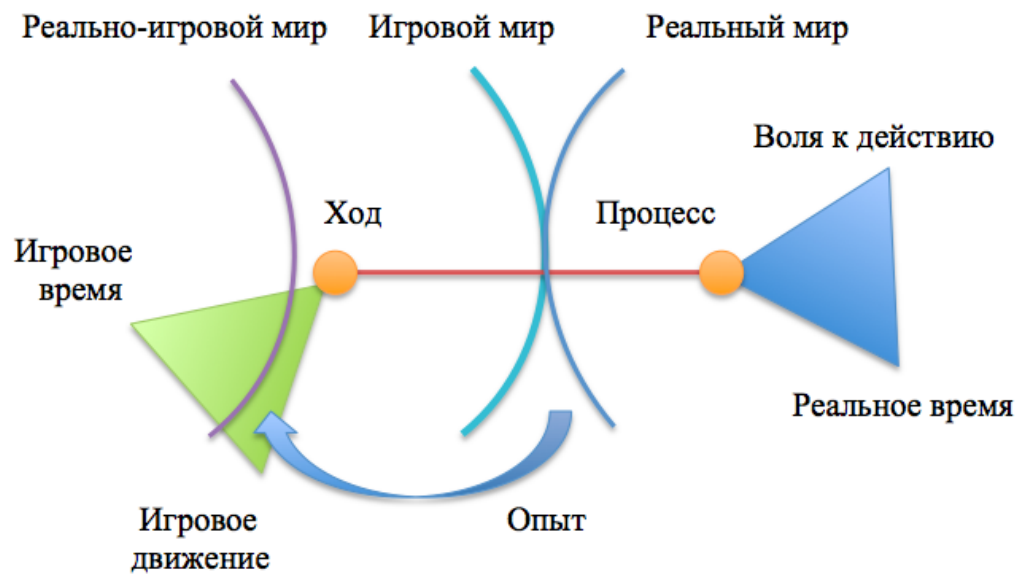 Реально-игровой мир
Игровой мир
Реальный мир
Воля к действию
Ход
Процесс
Игровое
время
Реальное время
Игровое
движение
Опыт